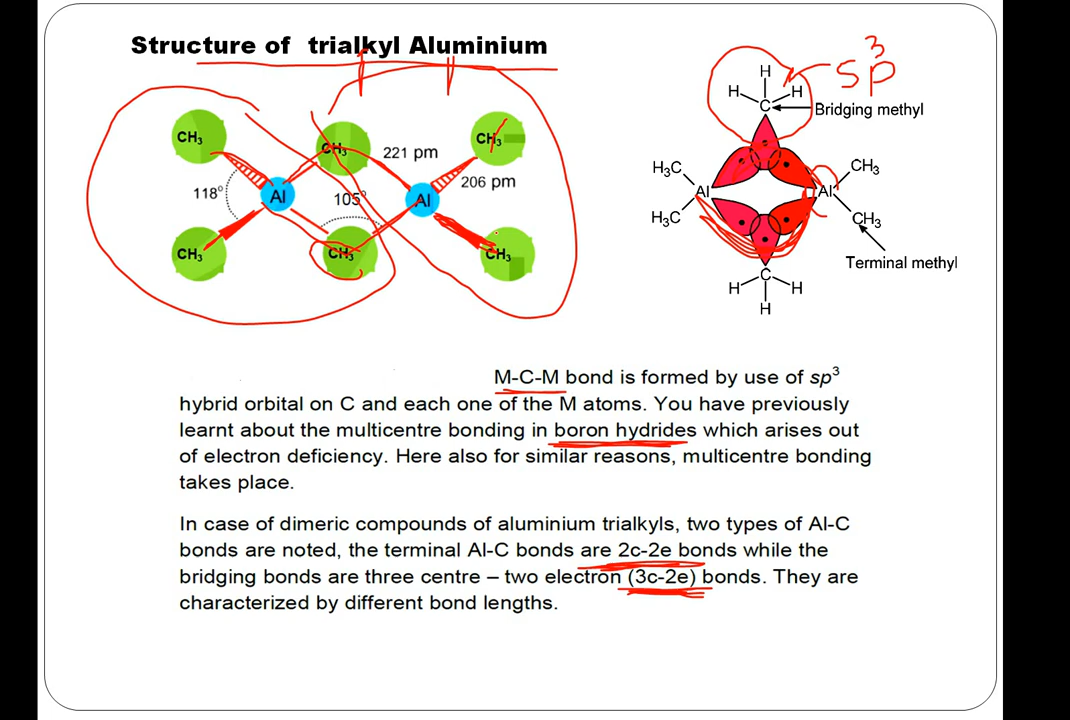 Structure of trialkyl Aluminium
sp3
H
H H
C
Bridging methyl
CH3 CH3 CH3
221 pm
H3C CH3
206 pm
118°
Al 105° Al
Al Al
H3C CH3
CH3 CH3 CH3
Terminal methyl
C
H H
H
M-C-M bond is formed by use of sp3
hybrid orbital on C and each one of the M atoms. You have previously
learnt about the multicentre bonding in boron hydrides which arises out
of electron deficiency. Here also for similar reasons, multicentre bonding
takes place.
In case of dimeric compounds of aluminium trialkyls, two types of Al-C
bonds are noted, the terminal Al-C bonds are 2c-2e bonds while the
bridging bonds are three centre – two electron (3c-2e) bonds. They are
characterized by different bond lengths.